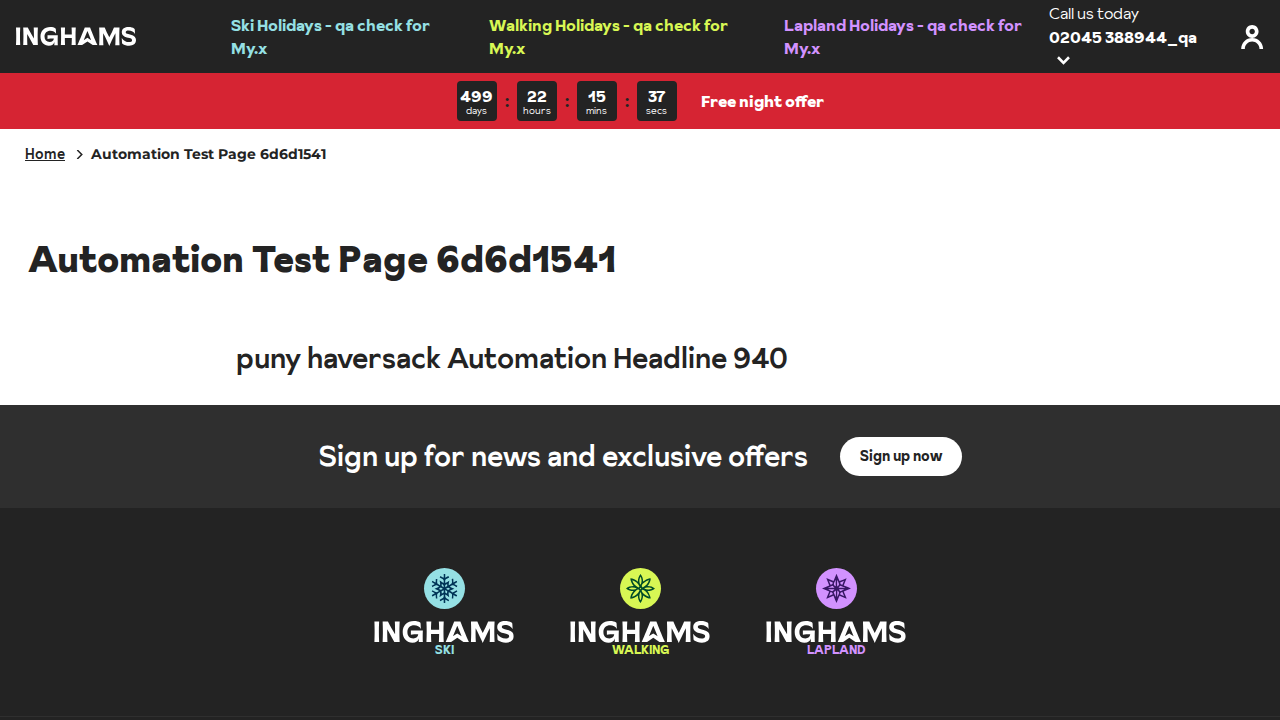 INGHAMS
Ski Holidays - qa check for
My.x
Walking Holidays - qa check for
My.x
Lapland Holidays - qa check for
My.x
Call us today
02045 388944_qa
499 : 22 : 15 : 37
days hours mins secs
Free night offer
Home > Automation Test Page 6d6d1541
Automation Test Page 6d6d1541
puny haversack Automation Headline 940
Sign up for news and exclusive offers
Sign up now
INGHAMS
SKI
INGHAMS
WALKING
INGHAMS
LAPLAND